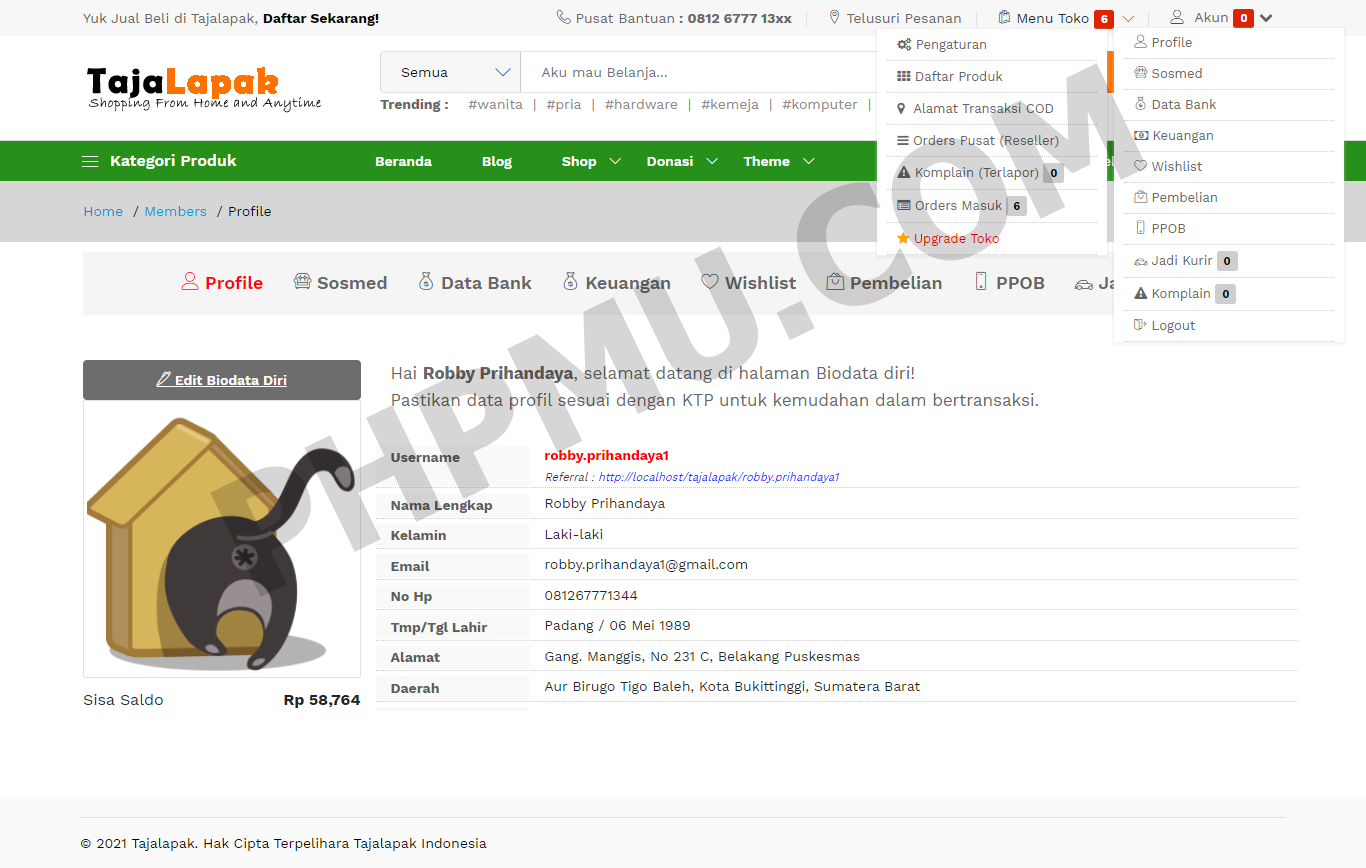 Yuk Jual Beli di Tajalapak, Daftar Sekarang!
Pusat Bantuan : 0812 6777 13xx
Telusuri Pesanan
Menu Toko 6
Akun 0
TajaLapak
Shopping From Home and Anytime
Semua
Aku mau Belanja...
Trending : #wanita | #pria | #hardware | #kemeja | #komputer |
Kategori Produk
Beranda
Blog
Shop
Donasi
Theme
Pengaturan
Daftar Produk
Alamat Transaksi COD
Orders Pusat (Reseller)
Komplain (Terlapor) 0
Orders Masuk 6
Upgrade Toko
Profile
Sosmed
Data Bank
Keuangan
Wishlist
Pembelian
PPOB
Jadi Kurir 0
Komplain 0
Logout
Home / Members / Profile
Profile
Sosmed
Data Bank
Keuangan
Wishlist
Pembelian
PPOB
Edit Biodata Diri
Hai Robby Prihandaya, selamat datang di halaman Biodata diri!
Pastikan data profil sesuai dengan KTP untuk kemudahan dalam bertransaksi.
Username robby.prihandaya1
Referral : http://localhost/tajalapak/robby.prihandaya1
Nama Lengkap Robby Prihandaya
Kelamin Laki-laki
Email robby.prihandaya1@gmail.com
No Hp 081267771344
Tmp/Tgl Lahir Padang / 06 Mei 1989
Alamat Gang. Manggis, No 231 C, Belakang Puskesmas
Daerah Aur Birugo Tigo Baleh, Kota Bukittinggi, Sumatera Barat
Sisa Saldo Rp 58,764
PHPMU.COM
© 2021 Tajalapak. Hak Cipta Terpelihara Tajalapak Indonesia